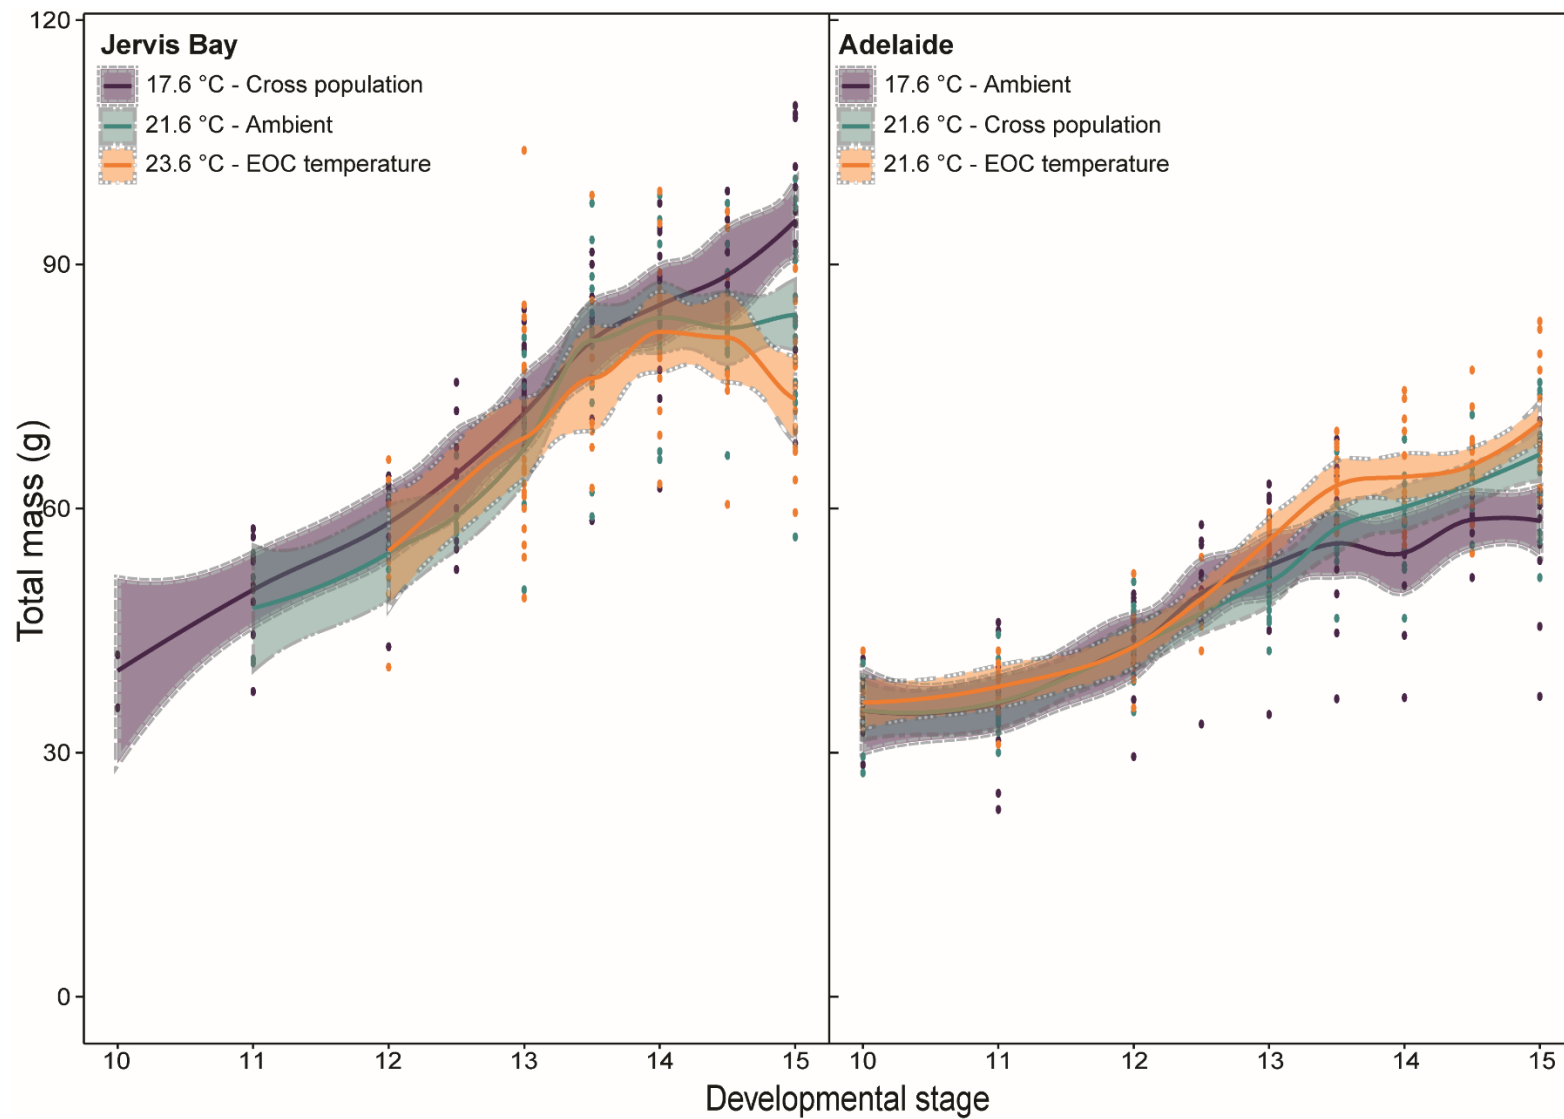 Jervis Bay
17.6 °C - Cross population
21.6 °C - Ambient
23.6 °C - EOC temperature
Adelaide
17.6 °C - Ambient
21.6 °C - Cross population
21.6 °C - EOC temperature
Total mass (g)
120
90
60
30
0
10 11 12 13 14 15
10 11 12 13 14 15
Developmental stage